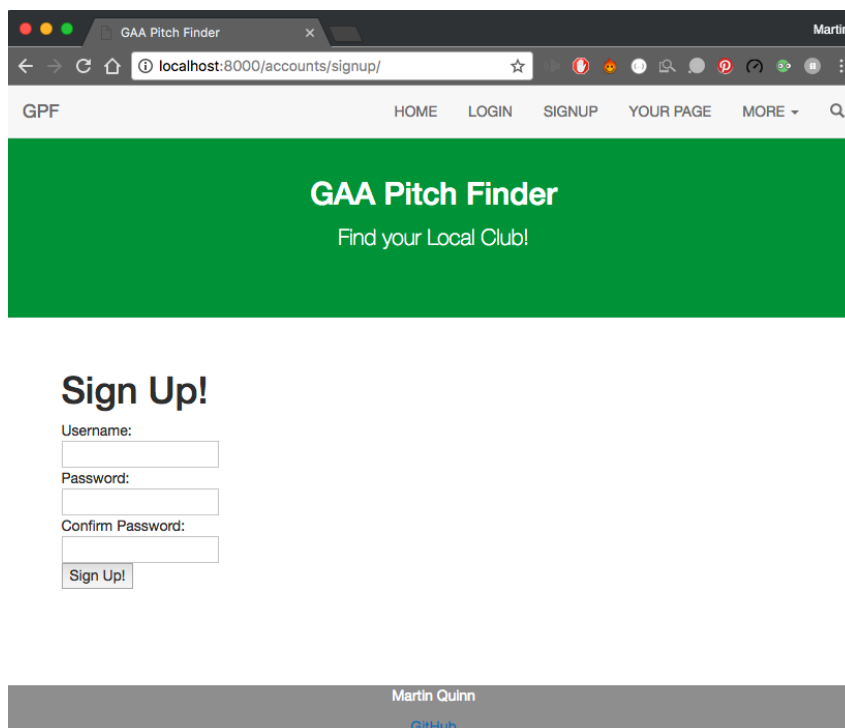 GAA Pitch Finder
Martin
localhost:8000/accounts/signup/
GPF HOME LOGIN SIGNUP YOUR PAGE MORE
GAA Pitch Finder
Find your Local Club!
Sign Up!
Username:
Password:
Confirm Password:
Sign Up!
Martin Quinn
GitHub